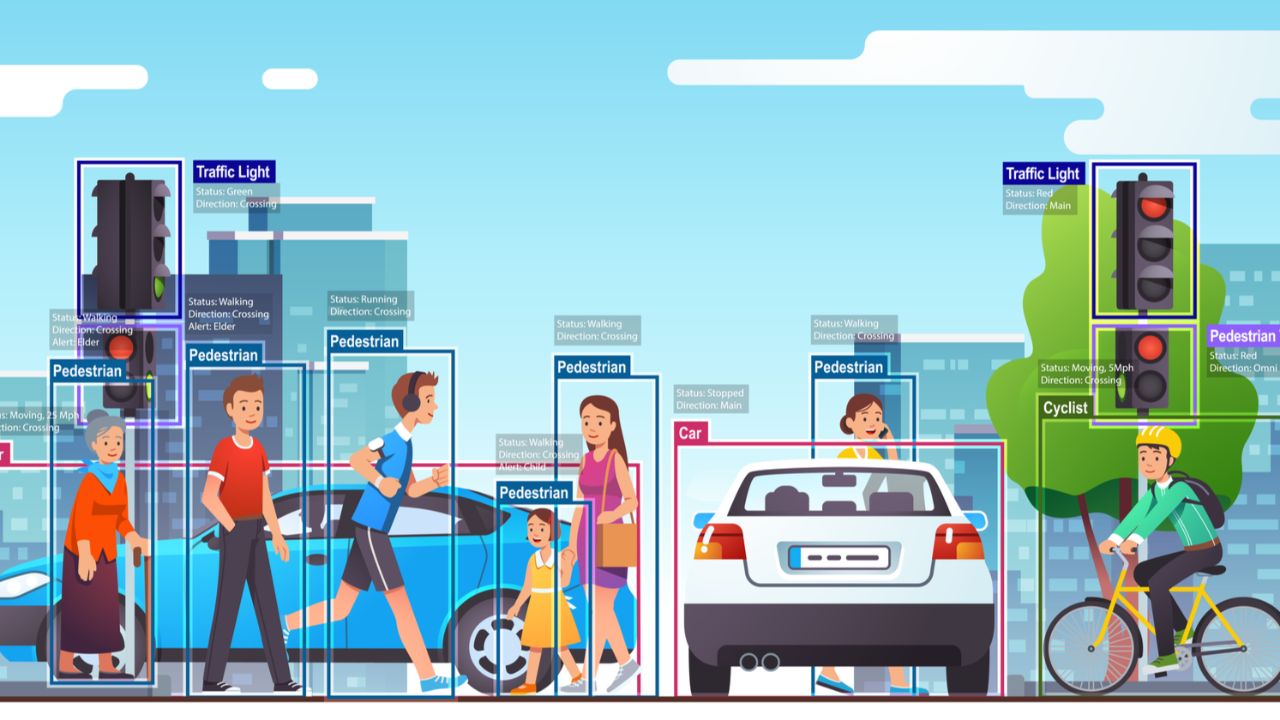 Traffic Light
Status: Green
Direction: Crossing
Traffic Light
Status: Red
Direction: Main
Status: Walking
Direction: Crossing
Alert: Elder
Pedestrian
Status: Walking
Direction: Crossing
Alert: Elder
Pedestrian
Status: Running
Direction: Crossing
Pedestrian
Status: Walking
Direction: Crossing
Pedestrian
Status: Walking
Direction: Crossing
Pedestrian
Pedestrian
Status: Red
Direction: Omni
Status: Moving, 5Mph
Direction: Crossing
Cyclist
Status: Stopped
Direction: Main
Car
s: Moving, 25 Mph
tion: Crossing
r
Status: Walking
Direction: Crossing
Alert: Child
Pedestrian